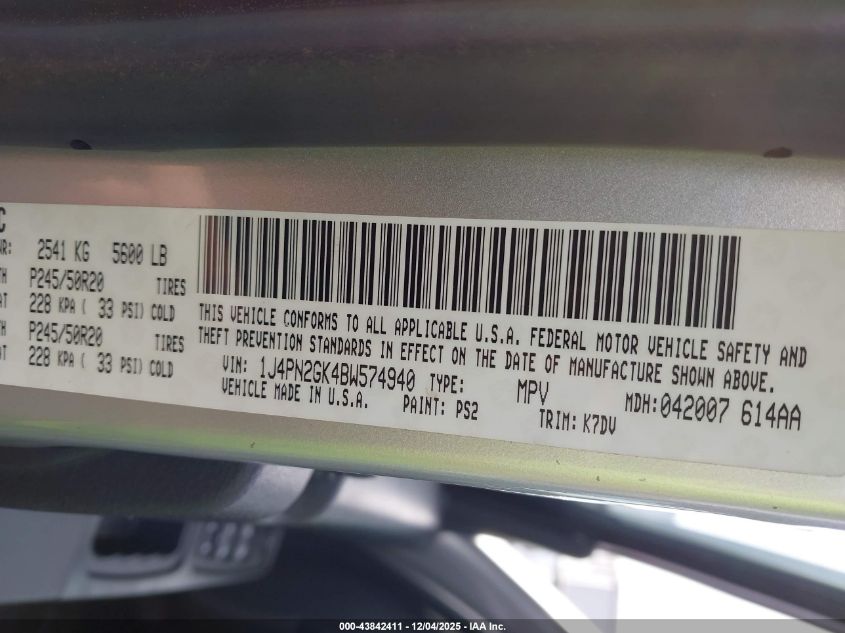 C
WR: 2541 KG 5600 LB
TH P245/50R20 TIRES
AT 228 KPA ( 33 PSI) COLD
TH P245/50R20 TIRES
AT 228 KPA ( 33 PSI) COLD
THIS VEHICLE CONFORMS TO ALL APPLICABLE U.S.A. FEDERAL MOTOR VEHICLE SAFETY AND
THEFT PREVENTION STANDARDS IN EFFECT ON THE DATE OF MANUFACTURE SHOWN ABOVE.
VIN: 1J4PN2GK4BW574940 TYPE: MPV MDH:042007 614AA
VEHICLE MADE IN U.S.A. PAINT: PS2 TRIM: K7DV
000-43842411 - 12/04/2025 - IAA Inc.